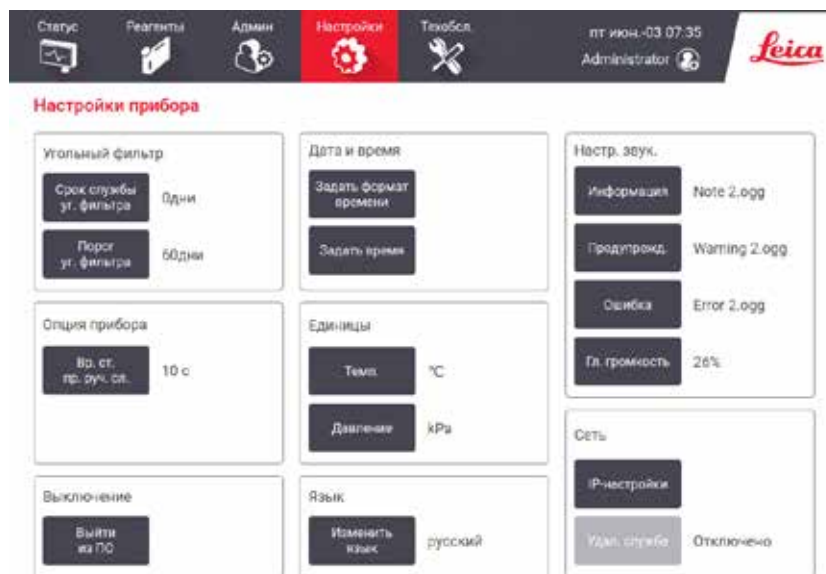 Статус Реагенты Админ Настройки Техобсл.
пт июн.-03 07:35
Administrator
Leica
Настройки прибора
Угольный фильтр
Срок службы
уг. фильтра
0дни
Порог
уг. фильтра
60дни
Дата и время
Задать формат
времени
Задать время
Настр. звук.
Информация
Note 2.ogg
Предупрежд.
Warning 2.ogg
Ошибка
Error 2.ogg
Гл. громкость
26%
Опция прибора
Вр. ст.
пр. руч. сл.
10 с
Единицы
Темп.
°C
Давление
kPa
Сеть
IP-настройки
Удал. служба
Отключено
Выключение
Выйти
из ПО
Язык
Изменить
язык
русский